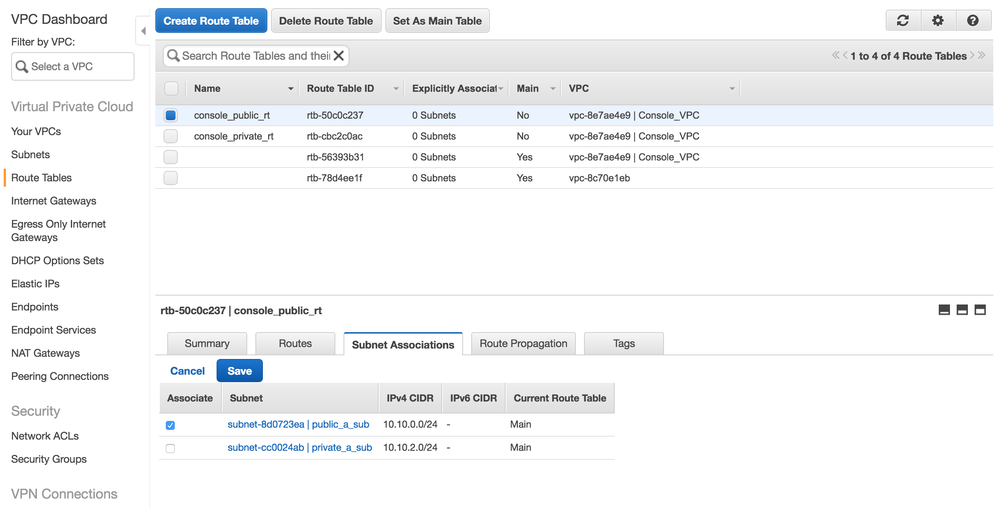 VPC Dashboard
Filter by VPC:
Select a VPC
Virtual Private Cloud
Your VPCs
Subnets
Route Tables
Internet Gateways
Egress Only Internet
Gateways
DHCP Options Sets
Elastic IPs
Endpoints
Endpoint Services
NAT Gateways
Peering Connections
Security
Network ACLs
Security Groups
VPN Connections
Create Route Table Delete Route Table Set As Main Table
Search Route Tables and thei 1 to 4 of 4 Route Tables
Name Route Table ID Explicitly Associat Main VPC
console_public_rt rtb-50c0c237 0 Subnets No vpc-8e7ae4e9 | Console_VPC
console_private_rt rtb-cbc2c0ac 0 Subnets No vpc-8e7ae4e9 | Console_VPC
rtb-56393b31 0 Subnets Yes vpc-8e7ae4e9 | Console_VPC
rtb-78d4ee1f 0 Subnets Yes vpc-8c70e1eb
rtb-50c0c237 | console_public_rt
Summary Routes Subnet Associations Route Propagation Tags
Cancel Save
Associate Subnet IPv4 CIDR IPv6 CIDR Current Route Table
subnet-8d0723ea | public_a_sub 10.10.0.0/24 - Main
subnet-cc0024ab | private_a_sub 10.10.2.0/24 - Main